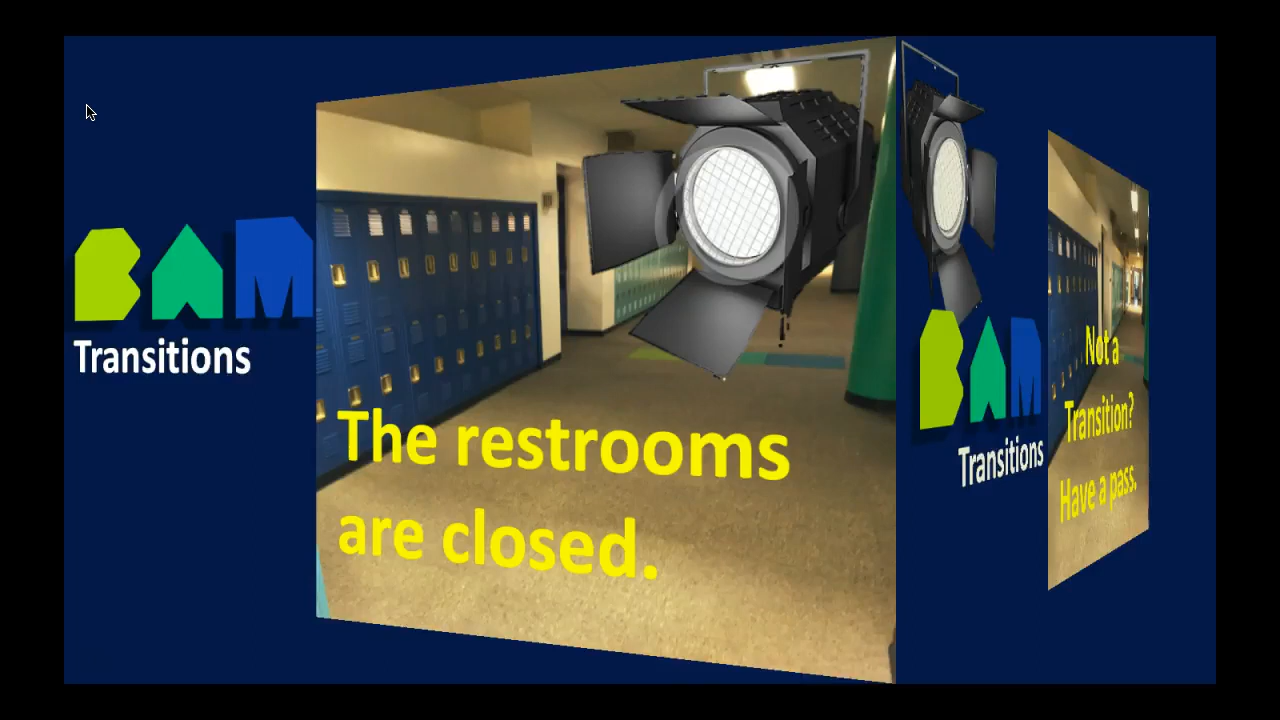 BAM
Transitions
The restrooms
are closed.
BAM
Transitions
Not a
Transition?
Have a pass.